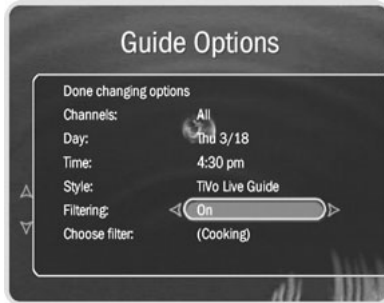 Guide Options
Done changing options
Channels: All
Day: Thu 3/18
Time: 4:30 pm
Style: TiVo Live Guide
Filtering: On
Choose filter: (Cooking)